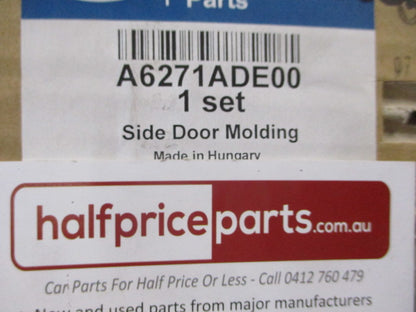 Parts
A6271ADE00
1 set
Side Door Molding
Made in Hungary
halfpriceparts.com.au
Car Parts For Half Price Or Less - Call 0412 760 479
New and used parts from major manufacturers